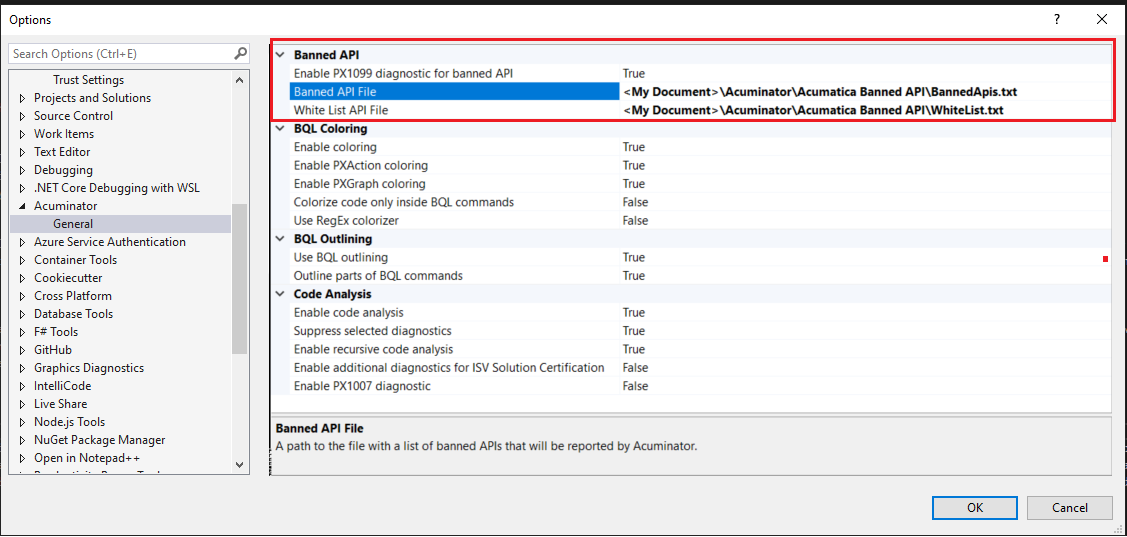 Options
?
Search Options (Ctrl+E)
Trust Settings
Projects and Solutions
Source Control
Work Items
Text Editor
Debugging
.NET Core Debugging with WSL
Acuminator
General
Azure Service Authentication
Container Tools
Cookiecutter
Cross Platform
Database Tools
F# Tools
GitHub
Graphics Diagnostics
IntelliCode
Live Share
Node.js Tools
NuGet Package Manager
Open in Notepad++
Banned API
Enable PX1099 diagnostic for banned API True
Banned API File <My Document>\Acuminator\Acumatica Banned API\BannedApis.txt
White List API File <My Document>\Acuminator\Acumatica Banned API\WhiteList.txt
BQL Coloring
Enable coloring True
Enable PXAction coloring True
Enable PXGraph coloring True
Colorize code only inside BQL commands False
Use RegEx colorizer False
BQL Outlining
Use BQL outlining True
Outline parts of BQL commands True
Code Analysis
Enable code analysis True
Suppress selected diagnostics True
Enable recursive code analysis True
Enable additional diagnostics for ISV Solution Certification False
Enable PX1007 diagnostic False
Banned API File
A path to the file with a list of banned APIs that will be reported by Acuminator.
OK
Cancel